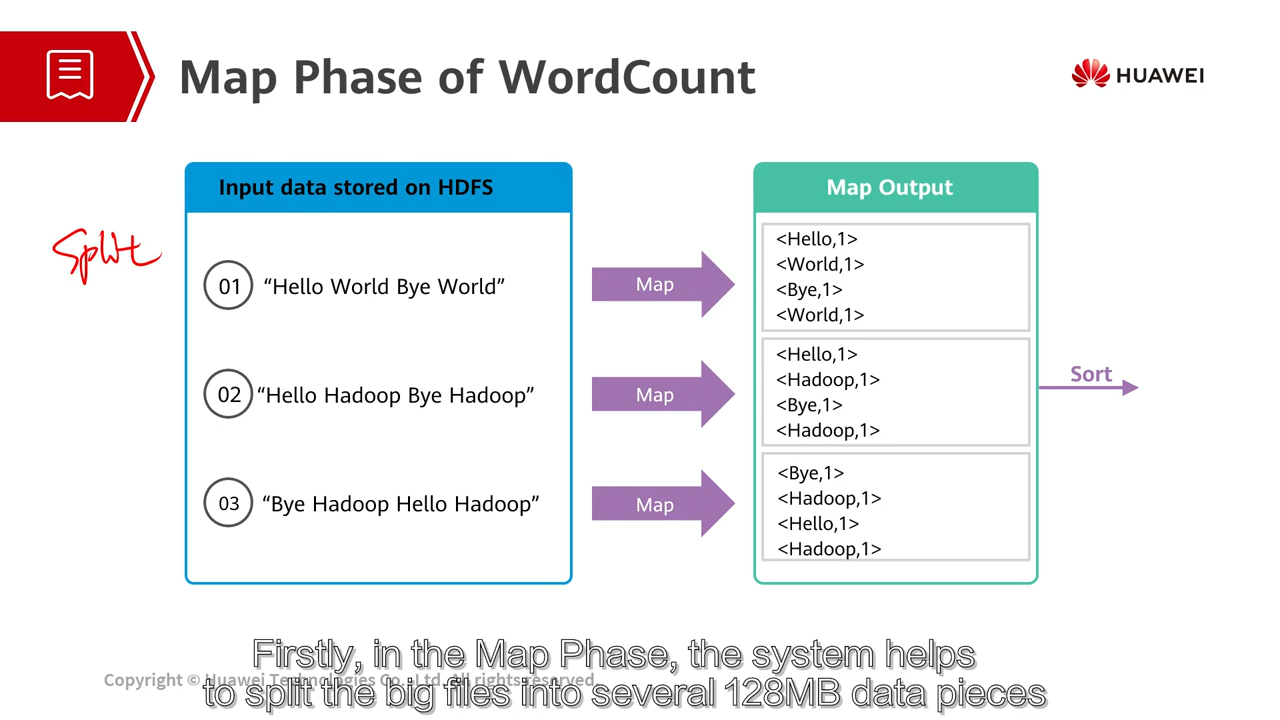 Map Phase of WordCount
HUAWEI
Input data stored on HDFS
Split
01 “Hello World Bye World”
02 “Hello Hadoop Bye Hadoop”
03 “Bye Hadoop Hello Hadoop”
Map
Map
Map
Map Output
<Hello,1>
<World,1>
<Bye,1>
<World,1>
<Hello,1>
<Hadoop,1>
<Bye,1>
<Hadoop,1>
<Bye,1>
<Hadoop,1>
<Hello,1>
<Hadoop,1>
Sort
Firstly, in the Map Phase, the system helps
to split the big files into several 128MB data pieces
Copyright © Huawei Technologies Co., Ltd. All rights reserved.